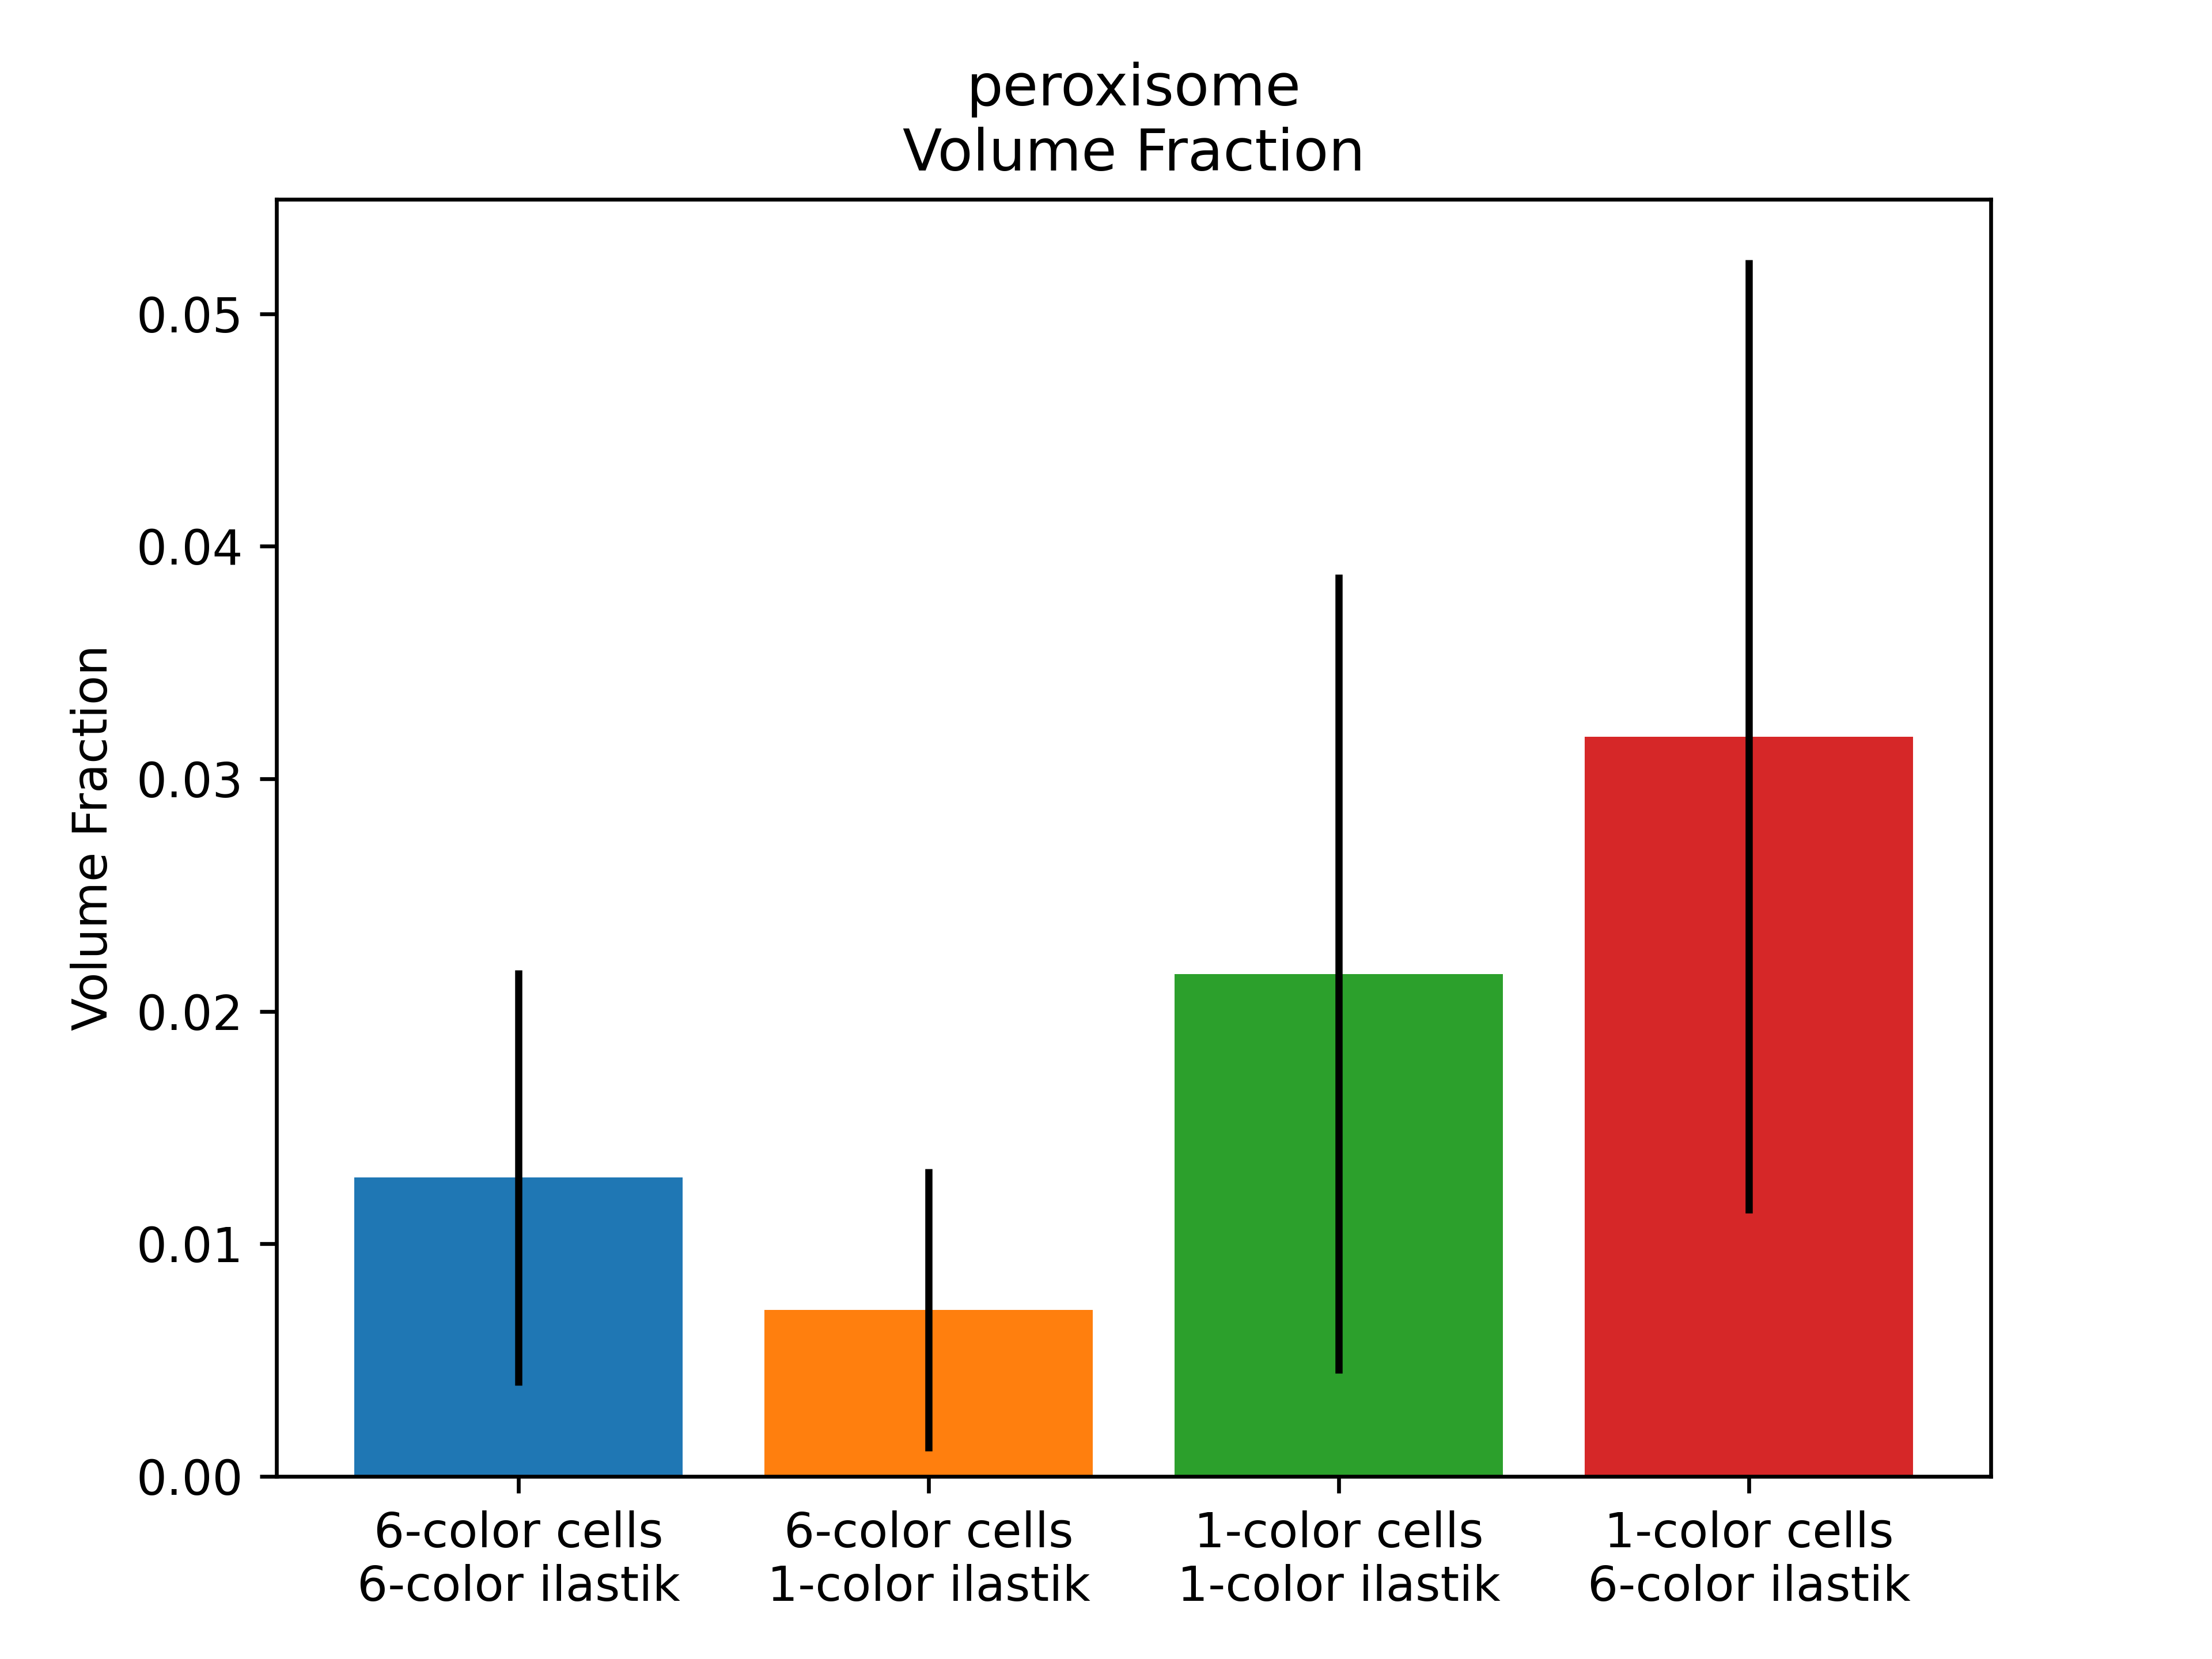 peroxisome
Volume Fraction
Volume Fraction
0.05
0.04
0.03
0.02
0.01
0.00
6-color cells
6-color ilastik
6-color cells
1-color ilastik
1-color cells
1-color ilastik
1-color cells
6-color ilastik